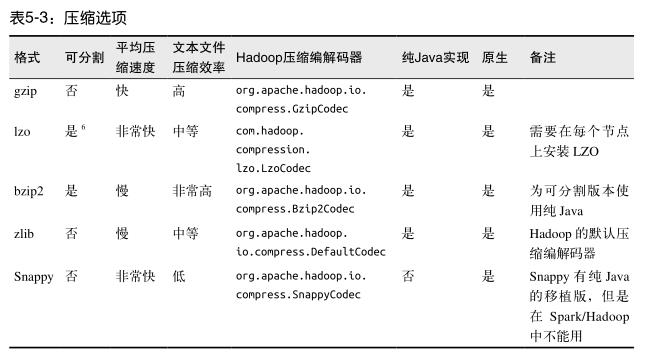 表5-3：压缩选项
格式 可分割 平均压缩速度 文本文件压缩效率 Hadoop压缩编解码器 纯Java实现 原生 备注
gzip 否 快 高 org.apache.hadoop.io.compress.GzipCodec 是 是
lzo 是6 非常快 中等 com.hadoop.compression.lzo.LzoCodec 是 是 需要在每个节点上安装 LZO
bzip2 是 慢 非常高 org.apache.hadoop.io.compress.Bzip2Codec 是 是 为可分割版本使用纯 Java
zlib 否 慢 中等 org.apache.hadoop.io.compress.DefaultCodec 是 是 Hadoop 的默认压缩编解码器
Snappy 否 非常快 低 org.apache.hadoop.io.compress.SnappyCodec 否 是 Snappy 有纯 Java 的移植版，但是在 Spark/Hadoop 中不能用